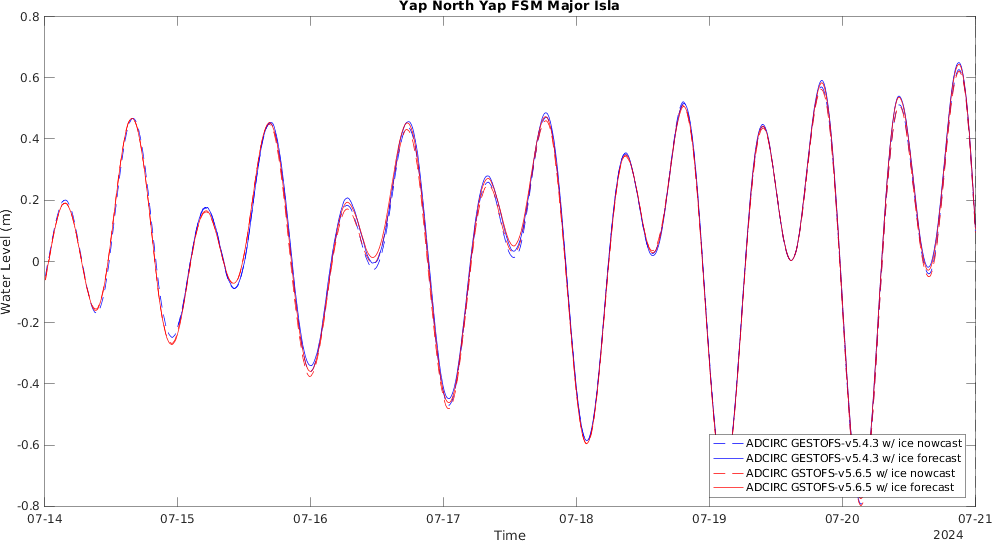 Yap North Yap FSM Major Isla
Water Level (m)
0.8
0.6
0.4
0.2
0
-0.2
-0.4
-0.6
-0.8
ADCIRC GESTOFS-v5.4.3 w/ ice nowcast
ADCIRC GESTOFS-v5.4.3 w/ ice forecast
ADCIRC GSTOFS-v5.6.5 w/ ice nowcast
ADCIRC GSTOFS-v5.6.5 w/ ice forecast
07-14 07-15 07-16 07-17 07-18 07-19 07-20 07-21
Time
2024